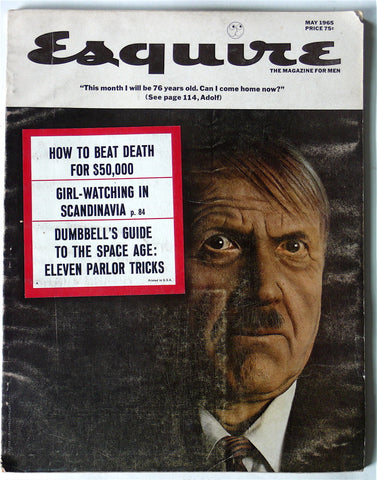 MAY 1965
PRICE 75¢
Esquire
THE MAGAZINE FOR MEN
"This month I will be 76 years old. Can I come home now?"
(See page 114, Adolf)
HOW TO BEAT DEATH
FOR $50,000
GIRL-WATCHING IN
SCANDINAVIA p. 84
DUMBBELL'S GUIDE
TO THE SPACE AGE:
ELEVEN PARLOR TRICKS
Printed in U.S.A.